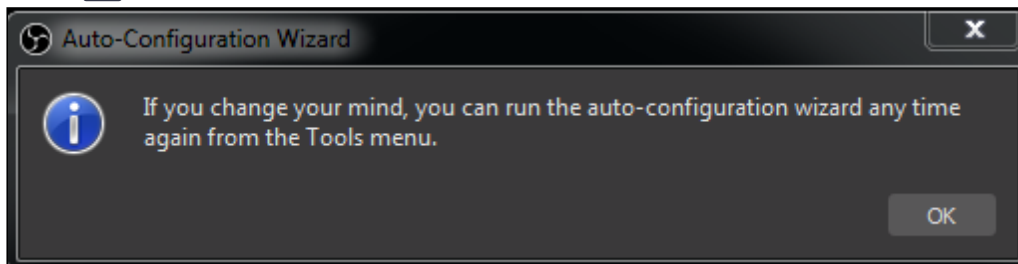 Auto-Configuration Wizard
If you change your mind, you can run the auto-configuration wizard any time
again from the Tools menu.
OK